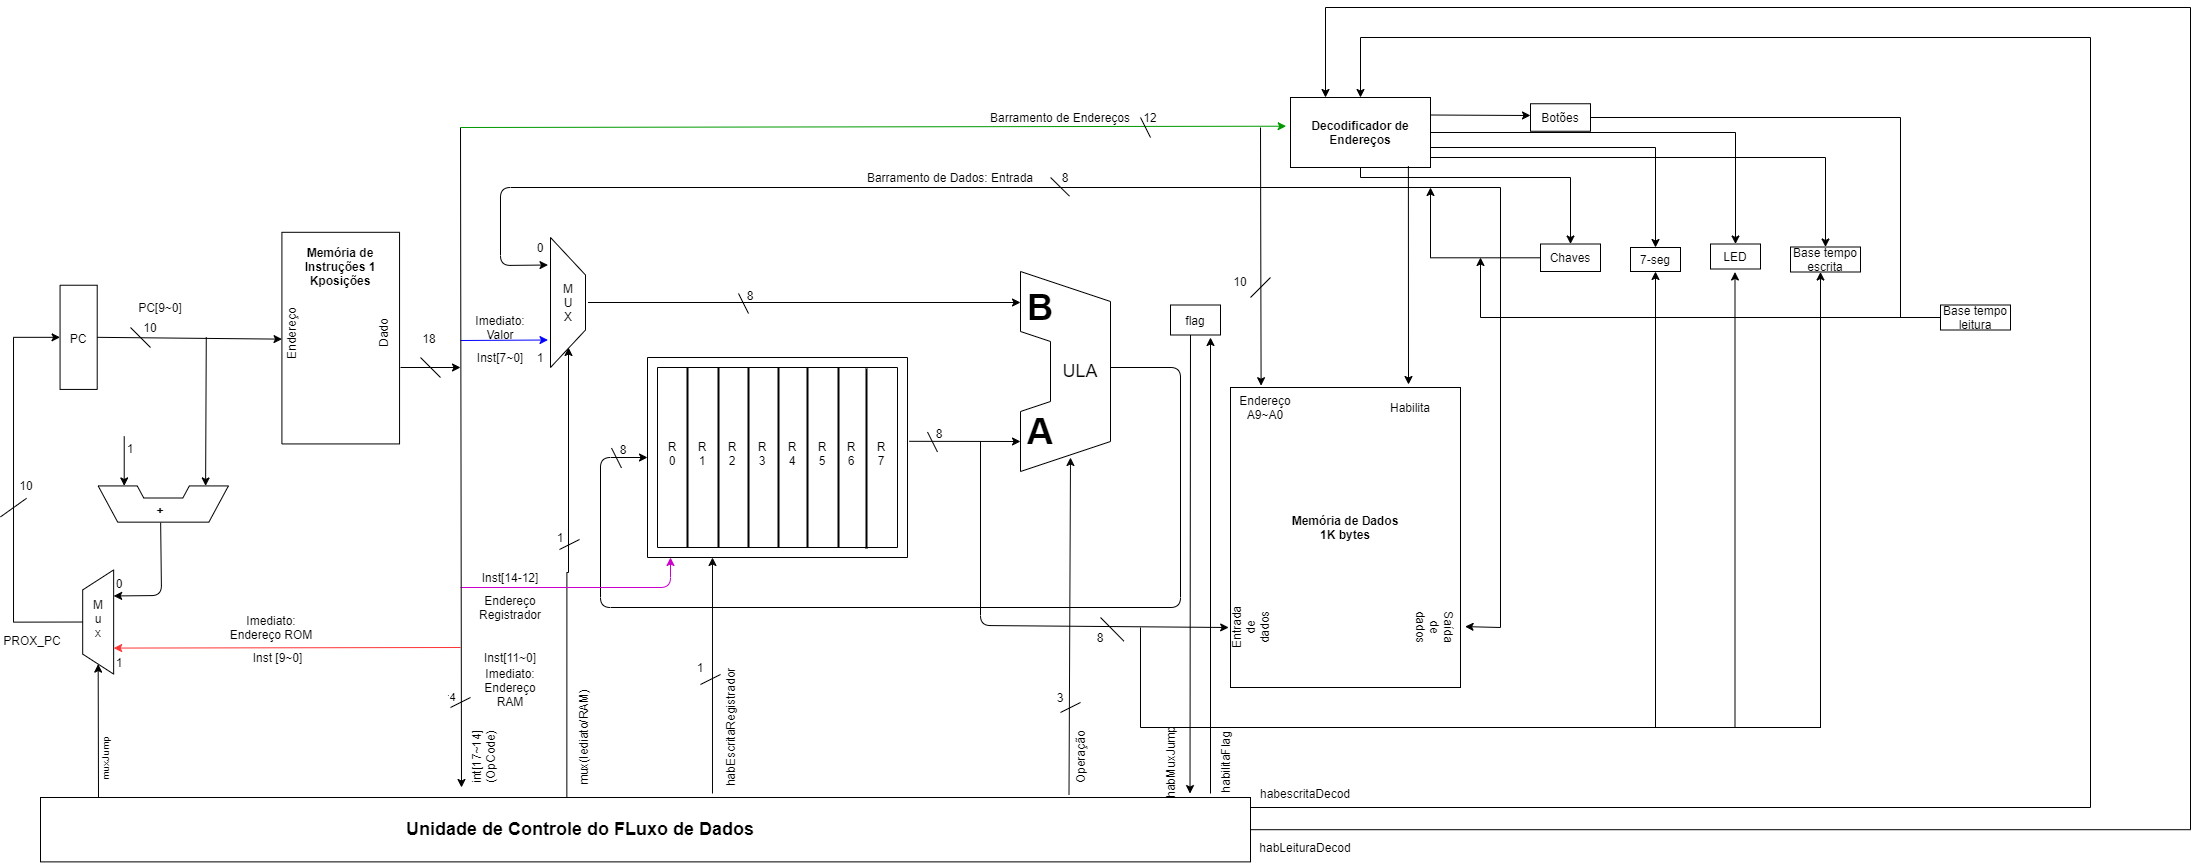 Barramento de Endereços
12
Decodificador de
Endereços
Botões
Barramento de Dados: Entrada
8
Memória de
Instruções 1
Kposições
Endereço
Dado
18
PC[9~0]
10
PC
1
+
10
PROX_PC
M
u
x
0
1
Imediato:
Endereço ROM
Inst [9~0]
muxJump
Imediato:
Valor
Inst[7~0]
0
1
M
U
X
8
B
A
ULA
8
R
0
R
1
R
2
R
3
R
4
R
5
R
6
R
7
8
1
Inst[14-12]
Endereço
Registrador
Inst[11~0]
Imediato:
Endereço
RAM
4
int[17~14]
(OpCode)
mux(Iediato/RAM)
1
habEscritaRegistrador
3
Operação
flag
habMuxJump
habilitaFlag
8
10
Endereço
A9~A0
Habilita
Memória de Dados
1K bytes
Entrada
de
dados
Saída
de
dados
Chaves
7-seg
LED
Base tempo
escrita
Base tempo
leitura
habescritaDecod
habLeituraDecod
Unidade de Controle do FLuxo de Dados